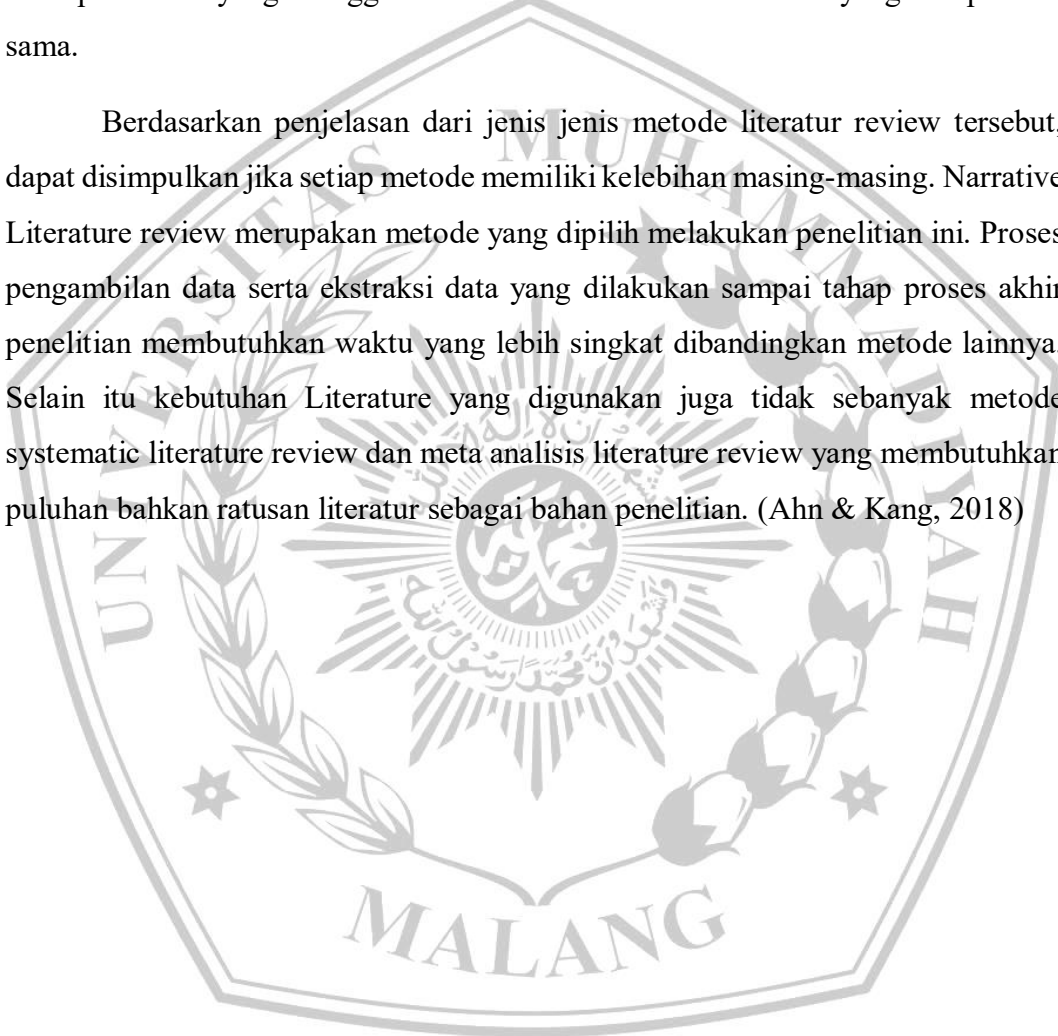 sama.
Berdasarkan penjelasan dari jenis jenis metode literatur review tersebut,
dapat disimpulkan jika setiap metode memiliki kelebihan masing-masing. Narrative
Literature review merupakan metode yang dipilih melakukan penelitian ini. Proses
pengambilan data serta ekstraksi data yang dilakukan sampai tahap proses akhir
penelitian membutuhkan waktu yang lebih singkat dibandingkan metode lainnya.
Selain itu kebutuhan Literature yang digunakan juga tidak sebanyak metode
systematic literature review dan meta analisis literature review yang membutuhkan
puluhan bahkan ratusan literatur sebagai bahan penelitian. (Ahn & Kang, 2018)
UNIVERSITAS MUHAMMADIYAH
MALANG